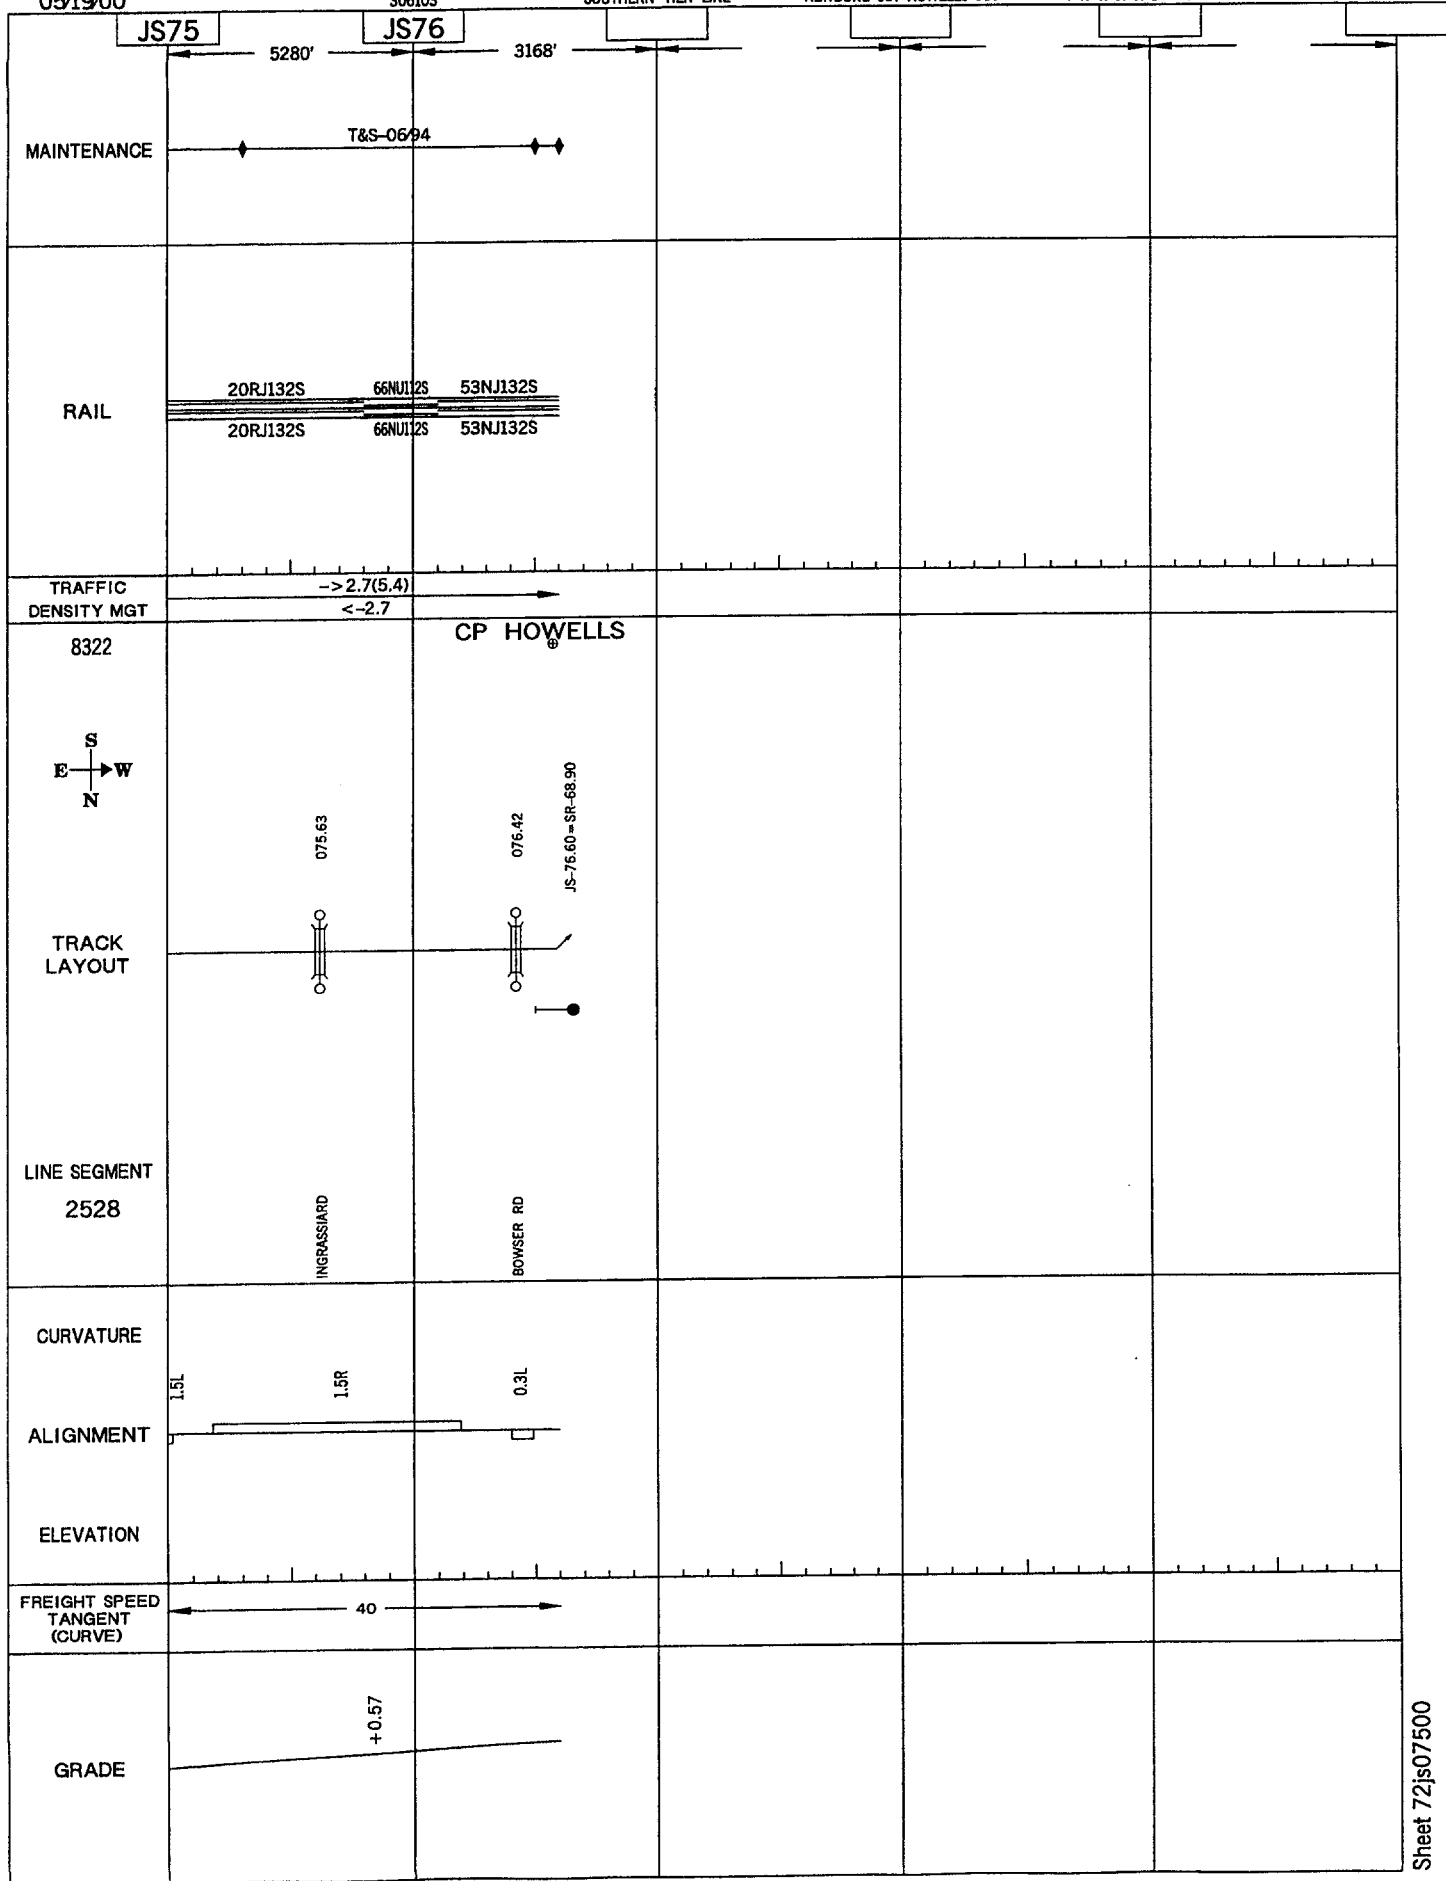 05/19/00
JS75
JS76
5280'
3168'
MAINTENANCE
T&S-06/94
RAIL
20RJ132S 66NU112S 53NJ132S
20RJ132S 66NU112S 53NJ132S
TRAFFIC
DENSITY MGT
->2.7(5.4)
<-2.7
8322
CP HOWELLS
S
E W
N
075.63
076.42
JS-76.60=SR-68.90
TRACK
LAYOUT
LINE SEGMENT
2528
INGRASSIARD
BOWSER RD
CURVATURE
1.5L
1.5R
0.3L
ALIGNMENT
ELEVATION
FREIGHT SPEED
TANGENT
(CURVE)
40
+0.57
GRADE
Sheet 72js07500